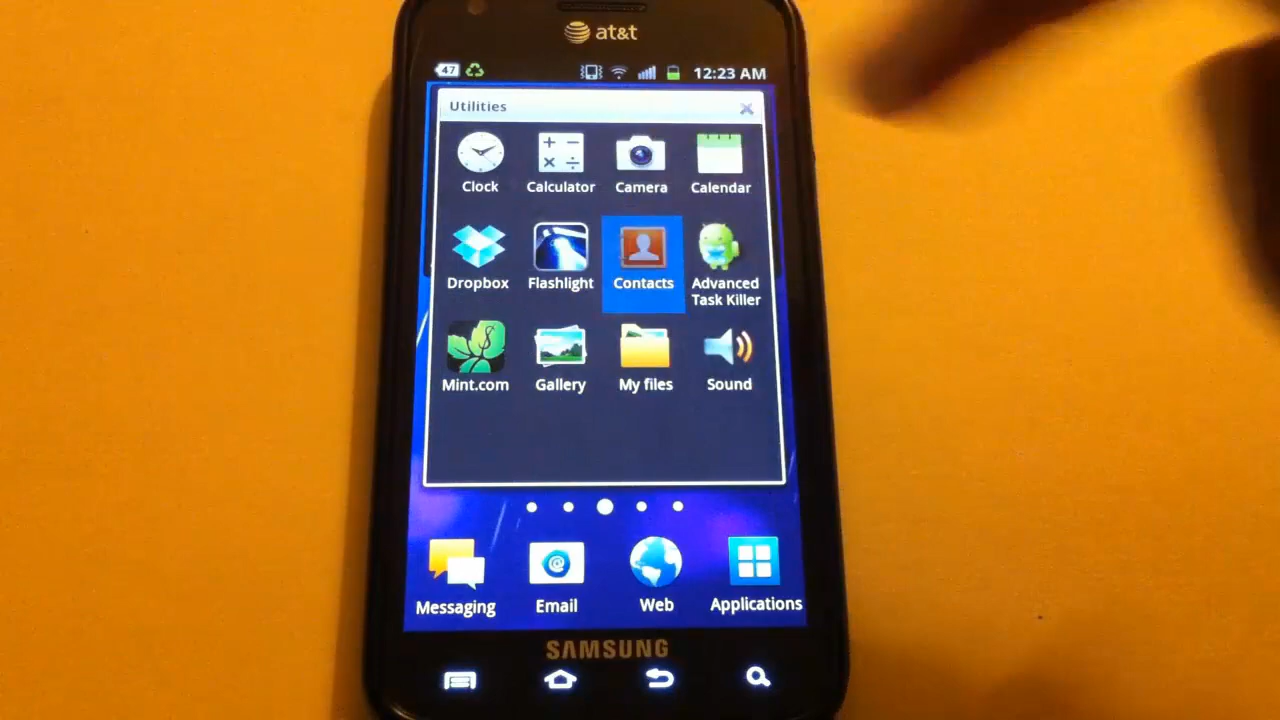 at&t
47
12:23 AM
Utilities
Clock
Calculator
Camera
Calendar
Dropbox
Flashlight
Contacts
Advanced
Task Killer
Mint.com
Gallery
My files
Sound
Messaging
Email
Web
Applications
SAMSUNG